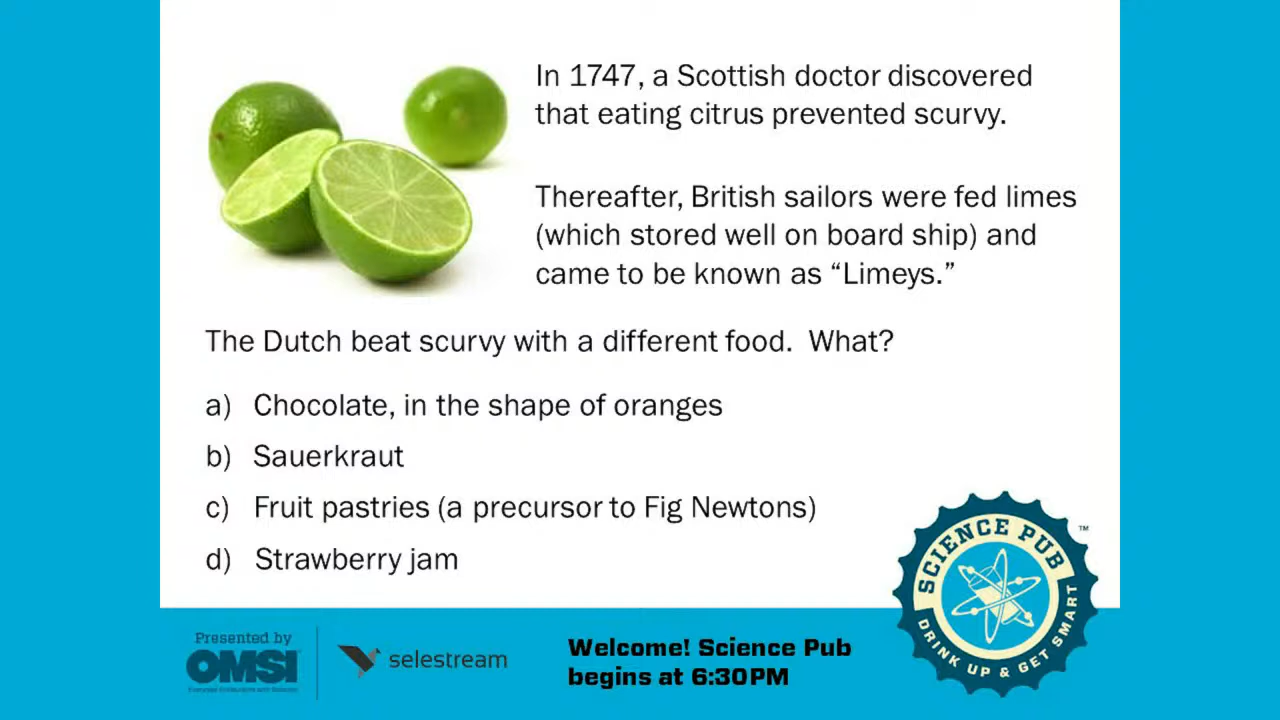 In 1747, a Scottish doctor discovered
that eating citrus prevented scurvy.
Thereafter, British sailors were fed limes
(which stored well on board ship) and
came to be known as “Limeys.”
The Dutch beat scurvy with a different food.  What?
a) Chocolate, in the shape of oranges
b) Sauerkraut
c) Fruit pastries (a precursor to Fig Newtons)
d) Strawberry jam
SCIENCE PUB ™
DRINK UP & GET SMART
Presented by
OMSI
selestream
Welcome! Science Pub
begins at 6:30PM